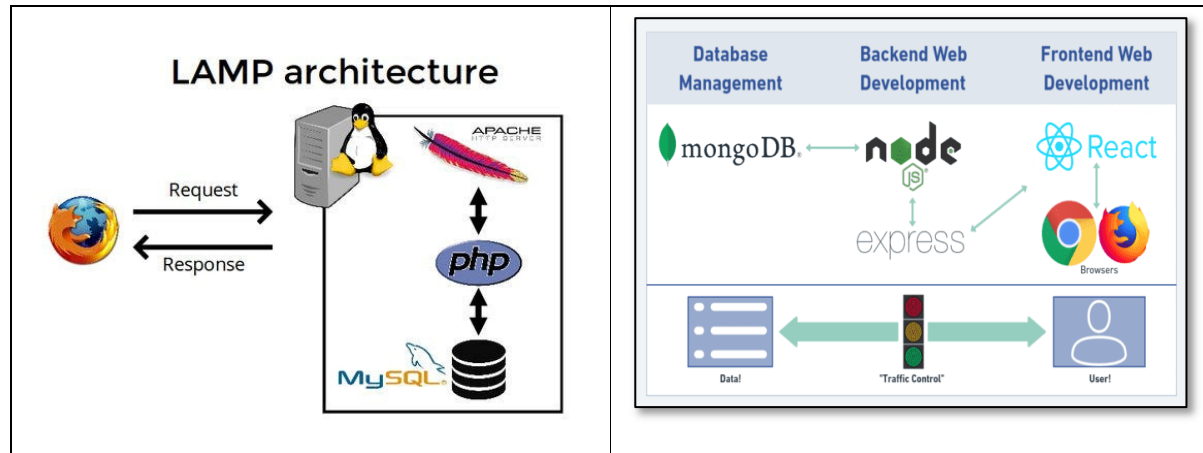 LAMP architecture
APACHE
HTTP SERVER
Request
Response
php
MySQL®
Database
Management
Backend Web
Development
Frontend Web
Development
mongoDB®
node
JS®
React
express
Browsers
Data!
"Traffic Control"
User!